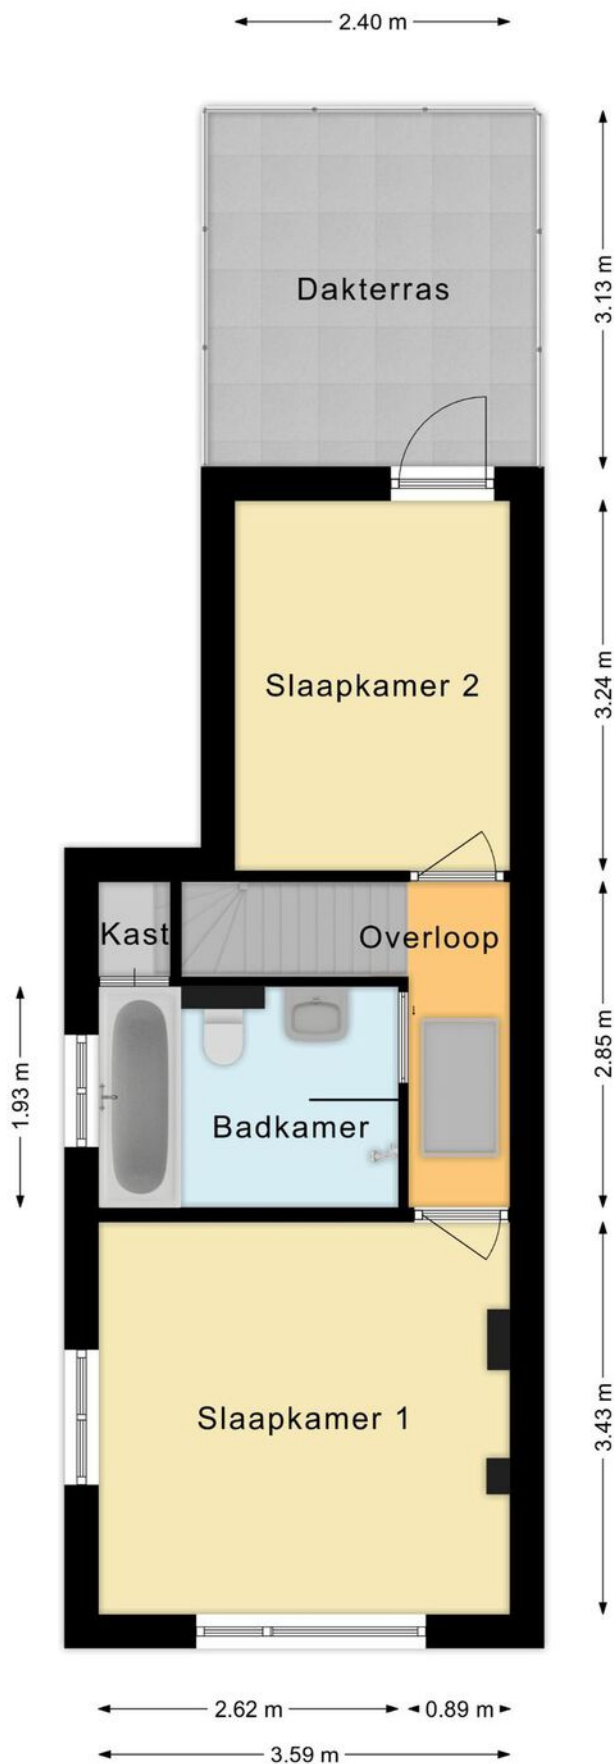 2.40 m
Dakterras
3.13 m
Slaapkamer 2
3.24 m
Kast
Overloop
2.85 m
1.93 m
Badkamer
Slaapkamer 1
3.43 m
2.62 m
0.89 m
3.59 m